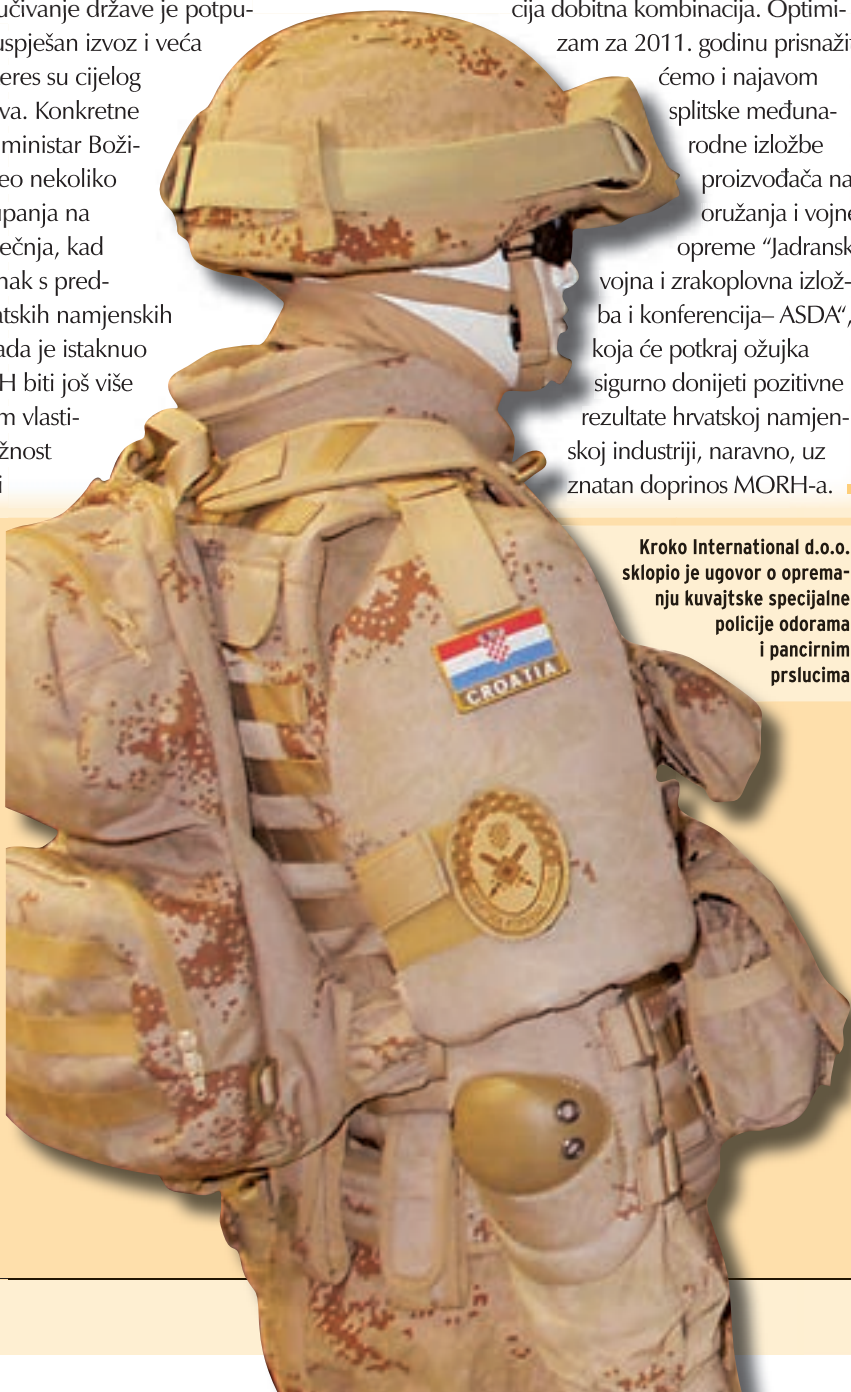 učivanje države je potpu-
uspješan izvoz i veća
eres su cijelog
va. Konkretne
ministar Boži-
eo nekoliko
upanja na
ečnja, kad
nak s pred-
atskih namjenskih
ada je istaknuo
H biti još više
m vlasti-
žnost
i
cija dobitna kombinacija. Optimi-
zam za 2011. godinu prisnažit
ćemo i najavom
splitske međuna-
rodne izložbe
proizvođača na
oružanja i vojne
opreme “Jadransk
vojna i zrakoplovna izlož-
ba i konferencija– ASDA“,
koja će potkraj ožujka
sigurno donijeti pozitivne
rezultate hrvatskoj namjen-
skoj industriji, naravno, uz
znatan doprinos MORH-a.
Kroko International d.o.o.
sklopio je ugovor o oprema-
nju kuvajtske specijalne
policije odorama
i pancirnim
prslucima
CROATIA